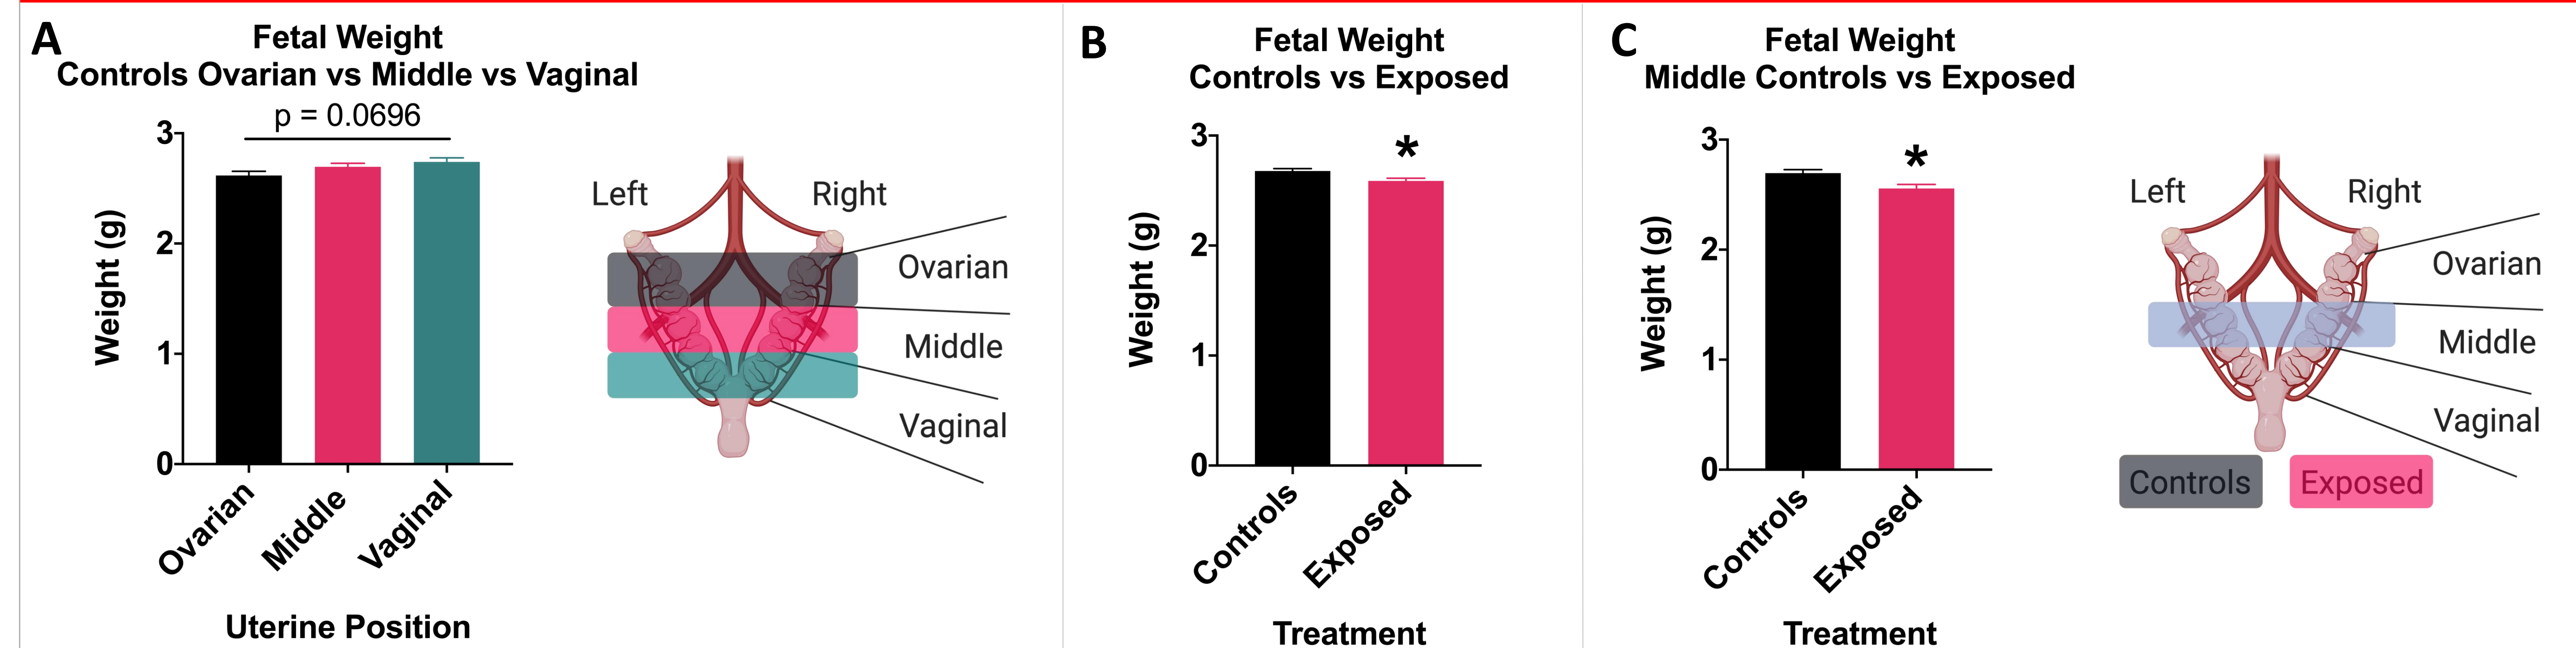 A
Fetal Weight
Controls Ovarian vs Middle vs Vaginal
p = 0.0696
3
2
1
0
Weight (g)
Ovarian
Middle
Vaginal
Uterine Position
Left
Right
Ovarian
Middle
Vaginal
B
Fetal Weight
Controls vs Exposed
3
2
1
0
Weight (g)
*
Controls
Exposed
Treatment
C
Fetal Weight
Middle Controls vs Exposed
3
2
1
0
Weight (g)
*
Controls
Exposed
Treatment
Left
Right
Ovarian
Middle
Vaginal
Controls
Exposed